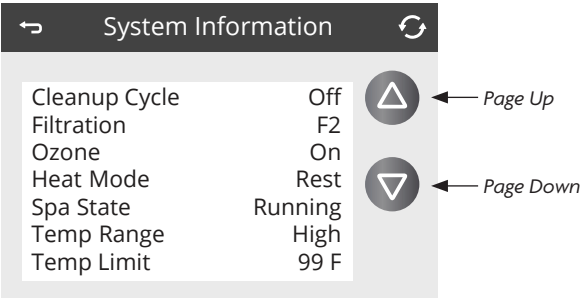 System Information
Cleanup Cycle Off
Filtration F2
Ozone On
Heat Mode Rest
Spa State Running
Temp Range High
Temp Limit 99 F
Page Up
Page Down